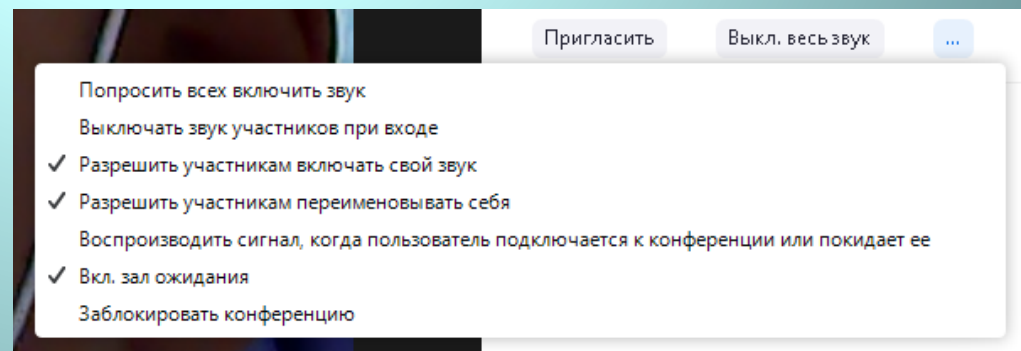 Пригласить Выкл. весь звук ...
Попросить всех включить звук
Выключать звук участников при входе
✓ Разрешить участникам включать свой звук
✓ Разрешить участникам переименовывать себя
Воспроизводить сигнал, когда пользователь подключается к конференции или покидает ее
✓ Вкл. зал ожидания
Заблокировать конференцию